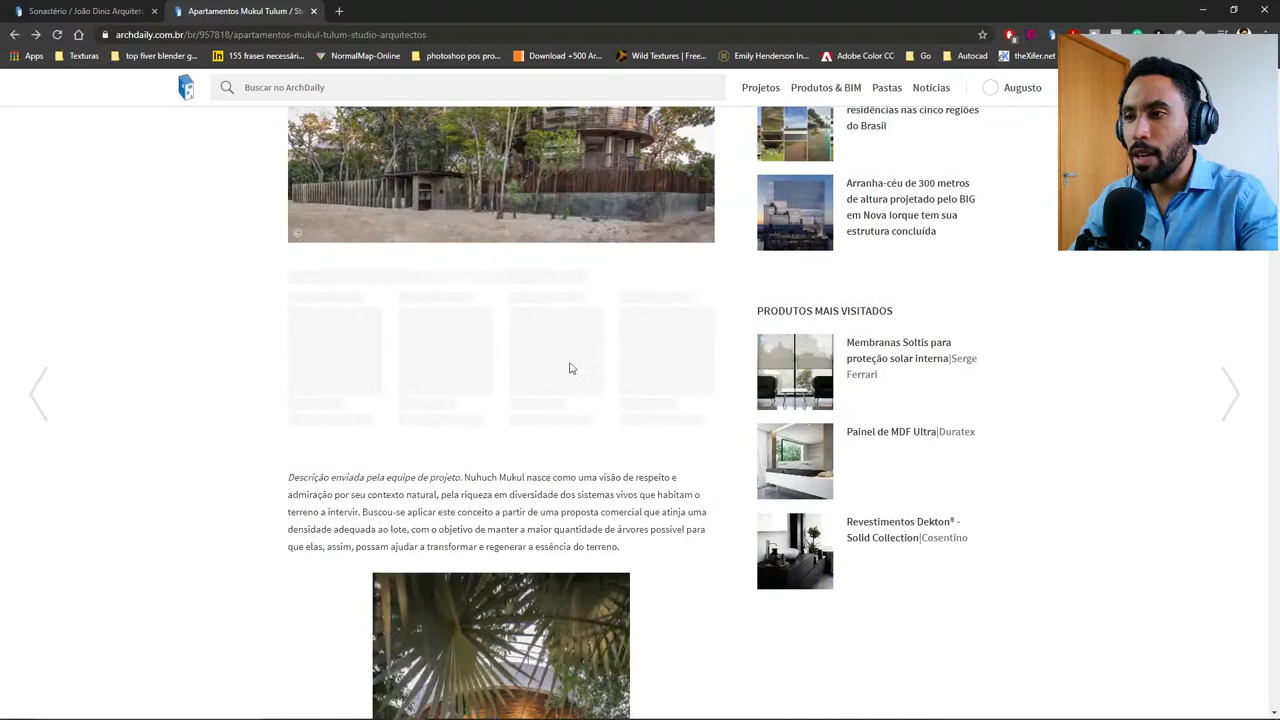 Sonastério / João Diniz Arquitet
Apartamentos Mukul Tulum / Stu
archdaily.com/br/957818/apartamentos-mukul-tulum-studio-arquitectos
Apps
top fiver blender g...
155 frases necessári...
NormalMap-Online
photoshop pos pro...
Download +500 Ar...
Wild Textures | Free...
Emily Henderson In...
Adobe Color CC
Go
Autocad
theXifer.net
Buscar no ArchDaily
Projetos
Produtos & BIM
Pastas
Notícias
Augusto
residências nas cinco regiões
do Brasil
Arranha-céu de 300 metros
de altura projetado pelo BIG
em Nova Iorque tem sua
estrutura concluída
©
PRODUTOS MAIS VISITADOS
Membranas Soltis para
proteção solar interna|Serge
Ferrari
Painel de MDF Ultra|Duratex
Revestimentos Dekton® -
Solid Collection|Cosentino
Descrição enviada pela equipe de projeto. Nuhuch Mukul nasce como uma visão de respeito e
admiração por seu contexto natural, pela riqueza em diversidade dos sistemas vivos que habitam o
terreno a intervir. Buscou-se aplicar este conceito a partir de uma proposta comercial que atinja uma
densidade adequada ao lote, com o objetivo de manter a maior quantidade de árvores possível para
que elas, assim, possam ajudar a transformar e regenerar a essência do terreno.